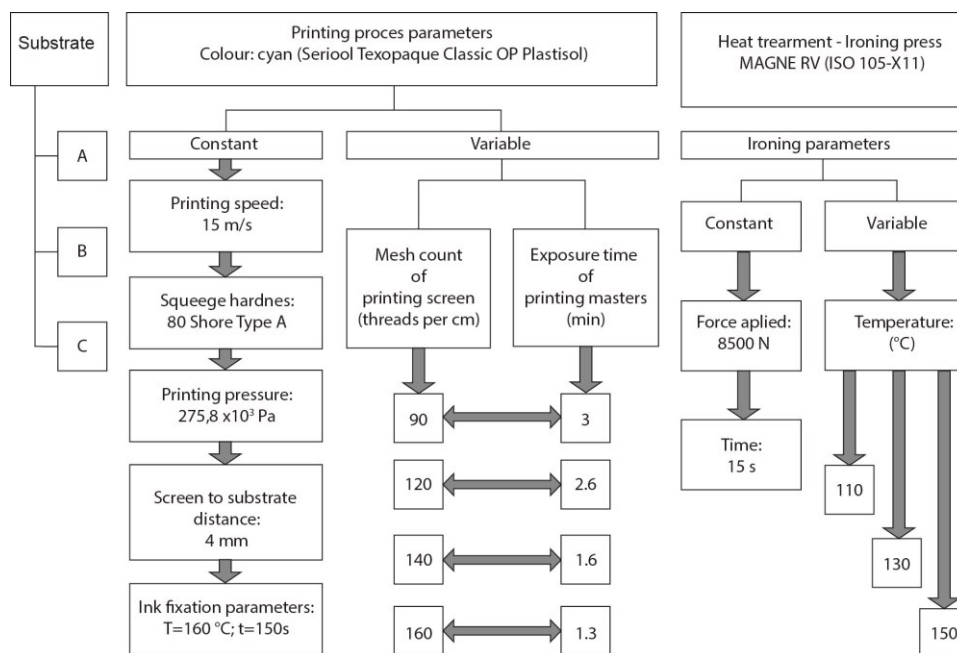 Substrate
A
B
C
Printing proces parameters
Colour: cyan (Seriool Texopaque Classic OP Plastisol)
Constant
Printing speed:
15 m/s
Squeege hardnes:
80 Shore Type A
Printing pressure:
275,8 x10³ Pa
Screen to substrate
distance:
4 mm
Ink fixation parameters:
T=160 °C; t=150s
Variable
Mesh count
of
printing screen
(threads per cm)
Exposure time
of
printing masters
(min)
90
3
120
2.6
140
1.6
160
1.3
Heat trearment - Ironing press
MAGNE RV (ISO 105-X11)
Ironing parameters
Constant
Force aplied:
8500 N
Time:
15 s
Variable
Temperature:
(°C)
110
130
150